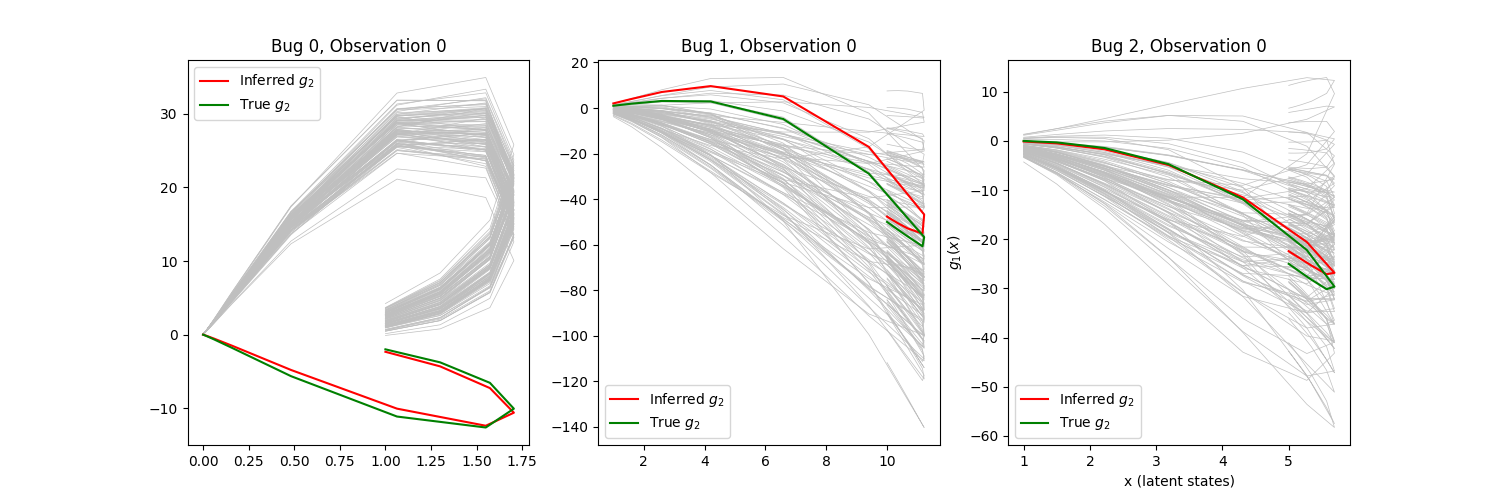 Bug 0, Observation 0
Inferred g₂
True g₂
30
20
10
0
−10
0.00 0.25 0.50 0.75 1.00 1.25 1.50 1.75
Bug 1, Observation 0
20
0
−20
−40
−60
−80
−100
−120
−140
Inferred g₂
True g₂
2 4 6 8 10
Bug 2, Observation 0
g₁(x)
10
0
−10
−20
−30
−40
−50
−60
Inferred g₂
True g₂
1 2 3 4 5
x (latent states)